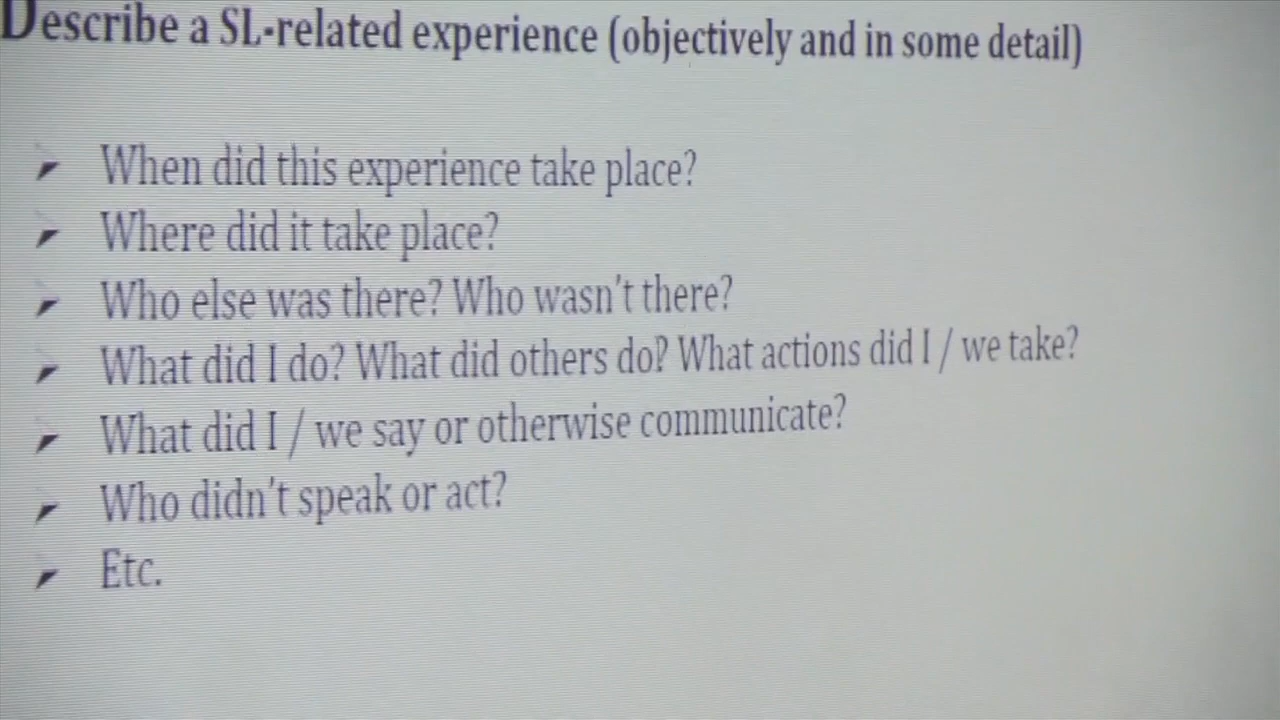 Describe a SL-related experience (objectively and in some detail)
When did this experience take place?
Where did it take place?
Who else was there? Who wasn't there?
What did I do? What did others do? What actions did I / we take?
What did I / we say or otherwise communicate?
Who didn't speak or act?
Etc.